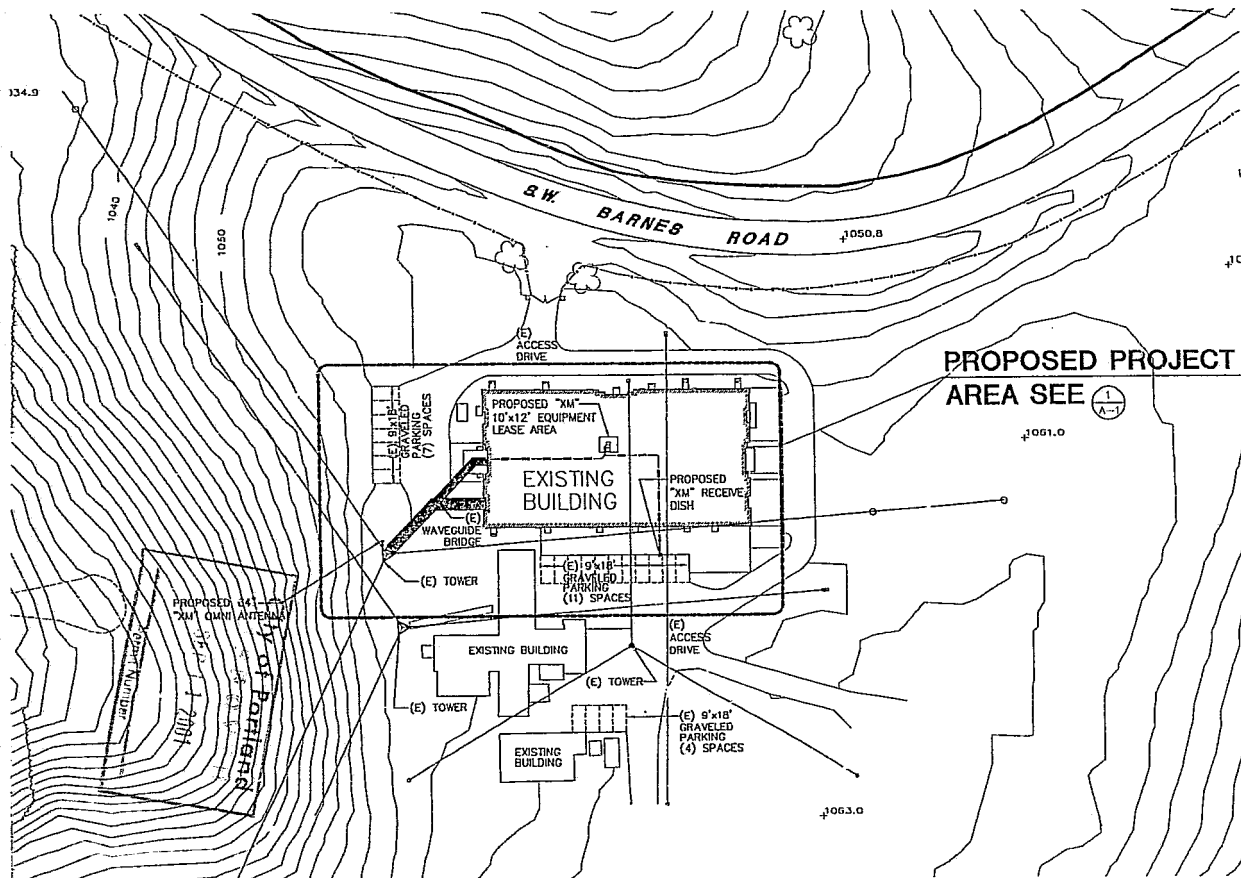 034.9
1040
1050
S.W. BARNES ROAD
1050.8
(E)
ACCESS
DRIVE
PROPOSED PROJECT
AREA SEE 1
A-1
1061.0
(E) 9'x18'
GRAVELED
PARKING
(7) SPACES
PROPOSED "XM"
10'x12' EQUIPMENT
LEASE AREA
EXISTING
BUILDING
PROPOSED
"XM" RECEIVE
DISH
(E)
WAVEGUIDE
BRIDGE
(E) TOWER
(E) 9'x18'
GRAVELED
PARKING
(11) SPACES
PROPOSED
"XM" OMNI ANTENNA
City of Portland
1 2001
Permit Number
EXISTING BUILDING
(E)
ACCESS
DRIVE
(E) TOWER
(E) TOWER
(E) 9'x18'
GRAVELED
PARKING
(4) SPACES
EXISTING
BUILDING
1063.0